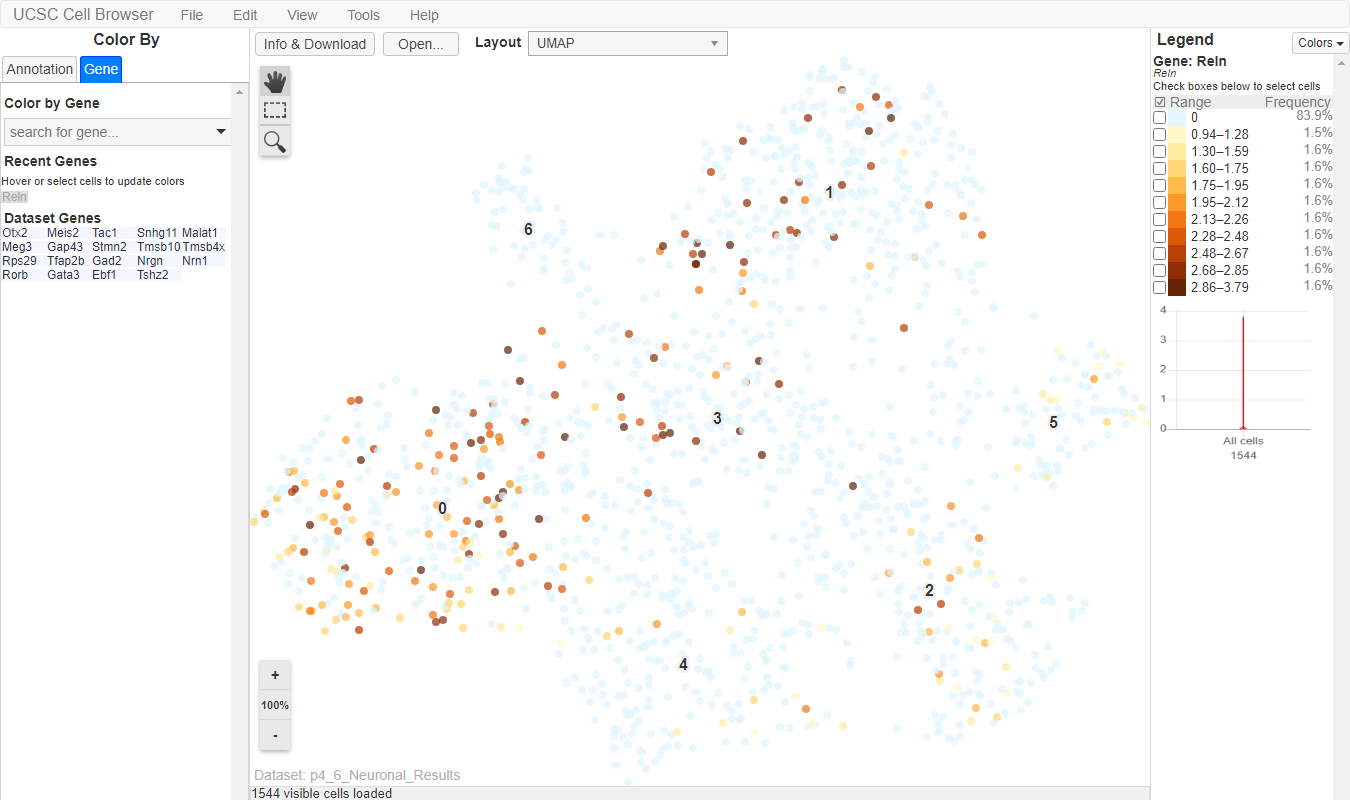 UCSC Cell Browser File Edit View Tools Help
Color By
Annotation Gene
Color by Gene
search for gene...
Recent Genes
Hover or select cells to update colors
Reln
Dataset Genes
Otx2 Meis2 Tac1 Snhg11 Malat1
Meg3 Gap43 Stmn2 Tmsb10 Tmsb4x
Rps29 Tfap2b Gad2 Nrgn Nrn1
Rorb Gata3 Ebf1 Tshz2
Info & Download Open... Layout UMAP
1
6
3
5
0
2
4
+
100%
-
Dataset: p4_6_Neuronal_Results
1544 visible cells loaded
Legend Colors
Gene: Reln
Reln
Check boxes below to select cells
Range Frequency
0 83.9%
0.94–1.28 1.5%
1.30–1.59 1.6%
1.60–1.75 1.6%
1.75–1.95 1.6%
1.95–2.12 1.6%
2.13–2.26 1.6%
2.28–2.48 1.6%
2.48–2.67 1.6%
2.68–2.85 1.6%
2.86–3.79 1.6%
4
3
2
1
0
All cells
1544